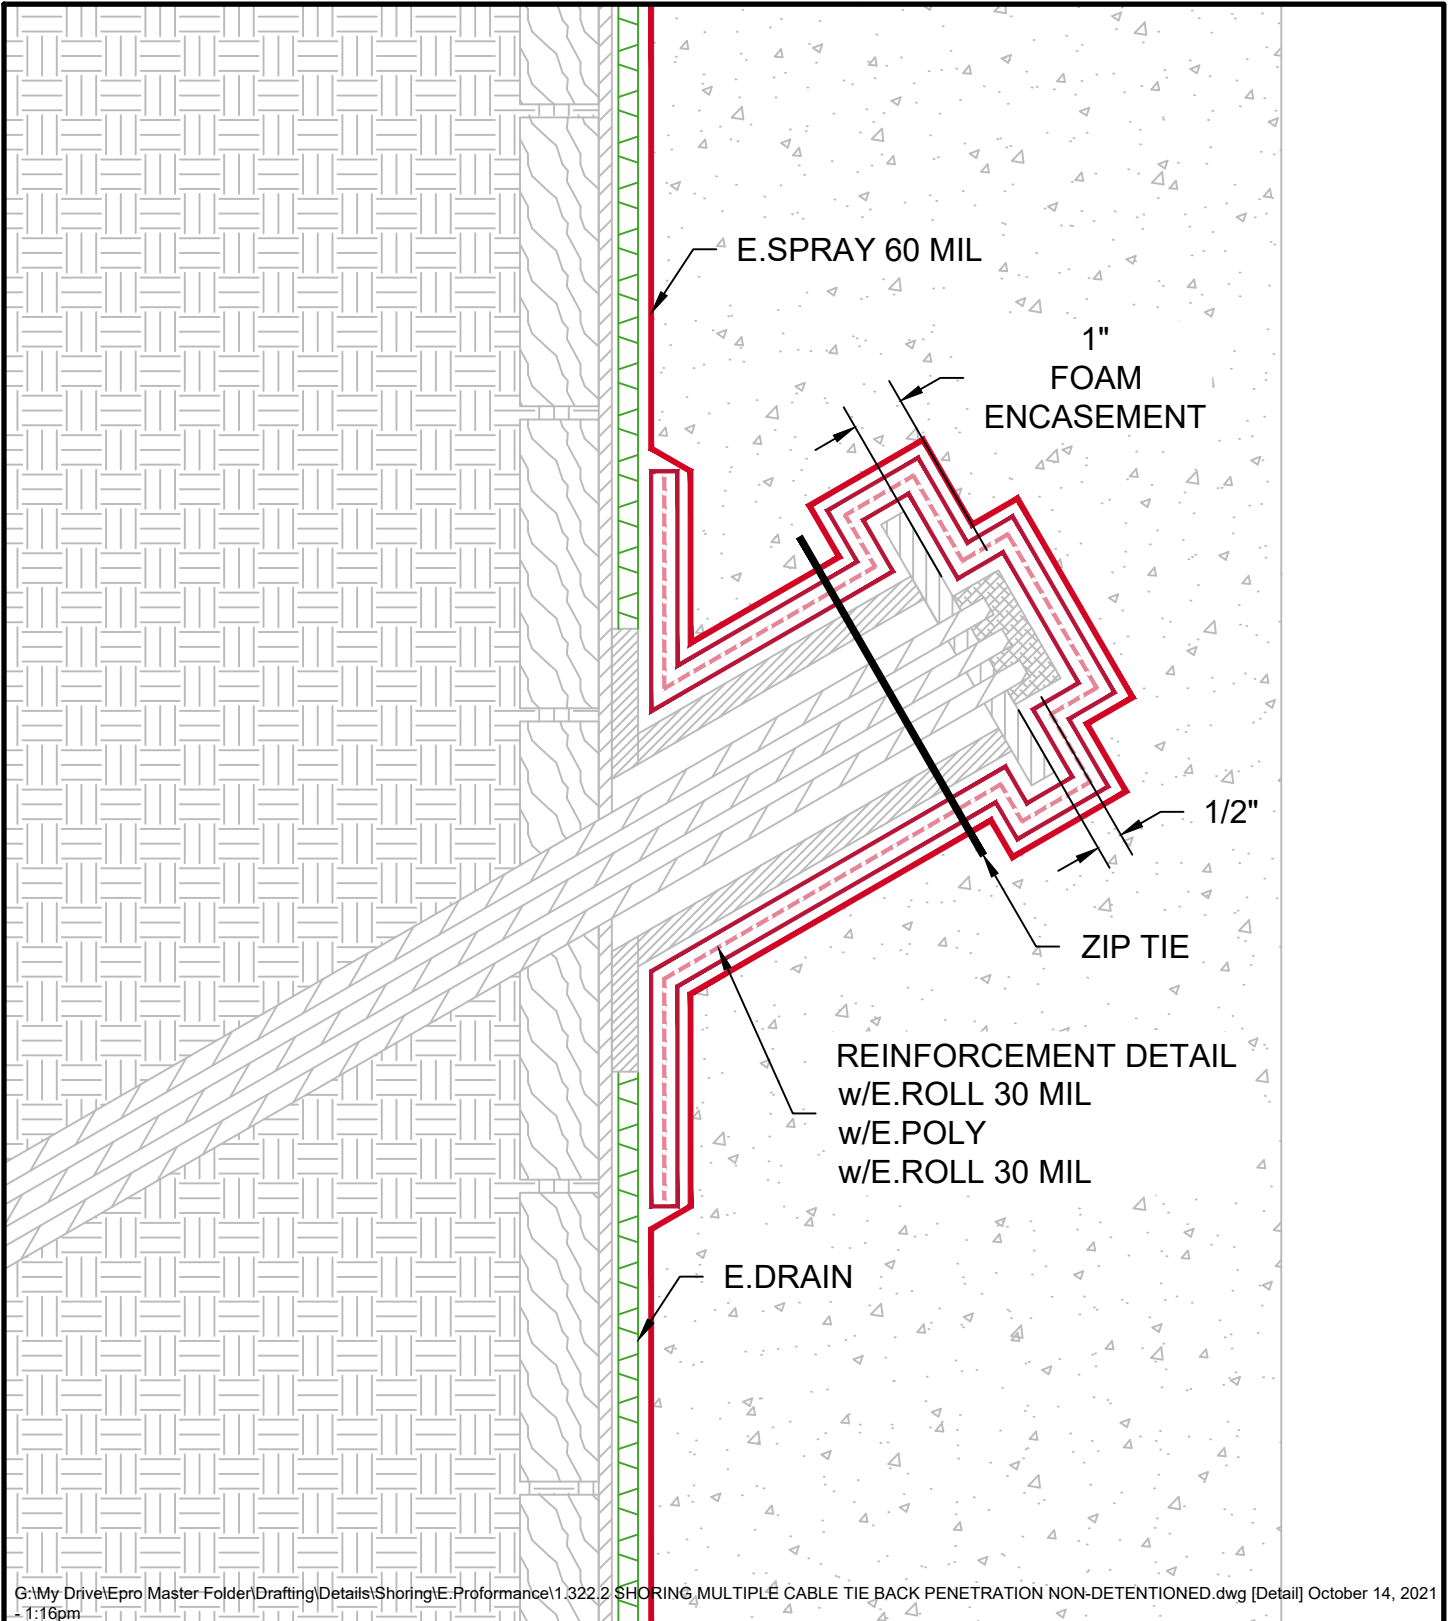 E.SPRAY 60 MIL
1"
FOAM
ENCASEMENT
1/2"
ZIP TIE
REINFORCEMENT DETAIL
w/E.ROLL 30 MIL
w/E.POLY
w/E.ROLL 30 MIL
E.DRAIN
G:\My Drive\Epro Master Folder\Drafting\Details\Shoring\E.Proformance\1.322.2 SHORING MULTIPLE CABLE TIE BACK PENETRATION NON-DETENTIONED.dwg [Detail] October 14, 2021
- 1:16pm